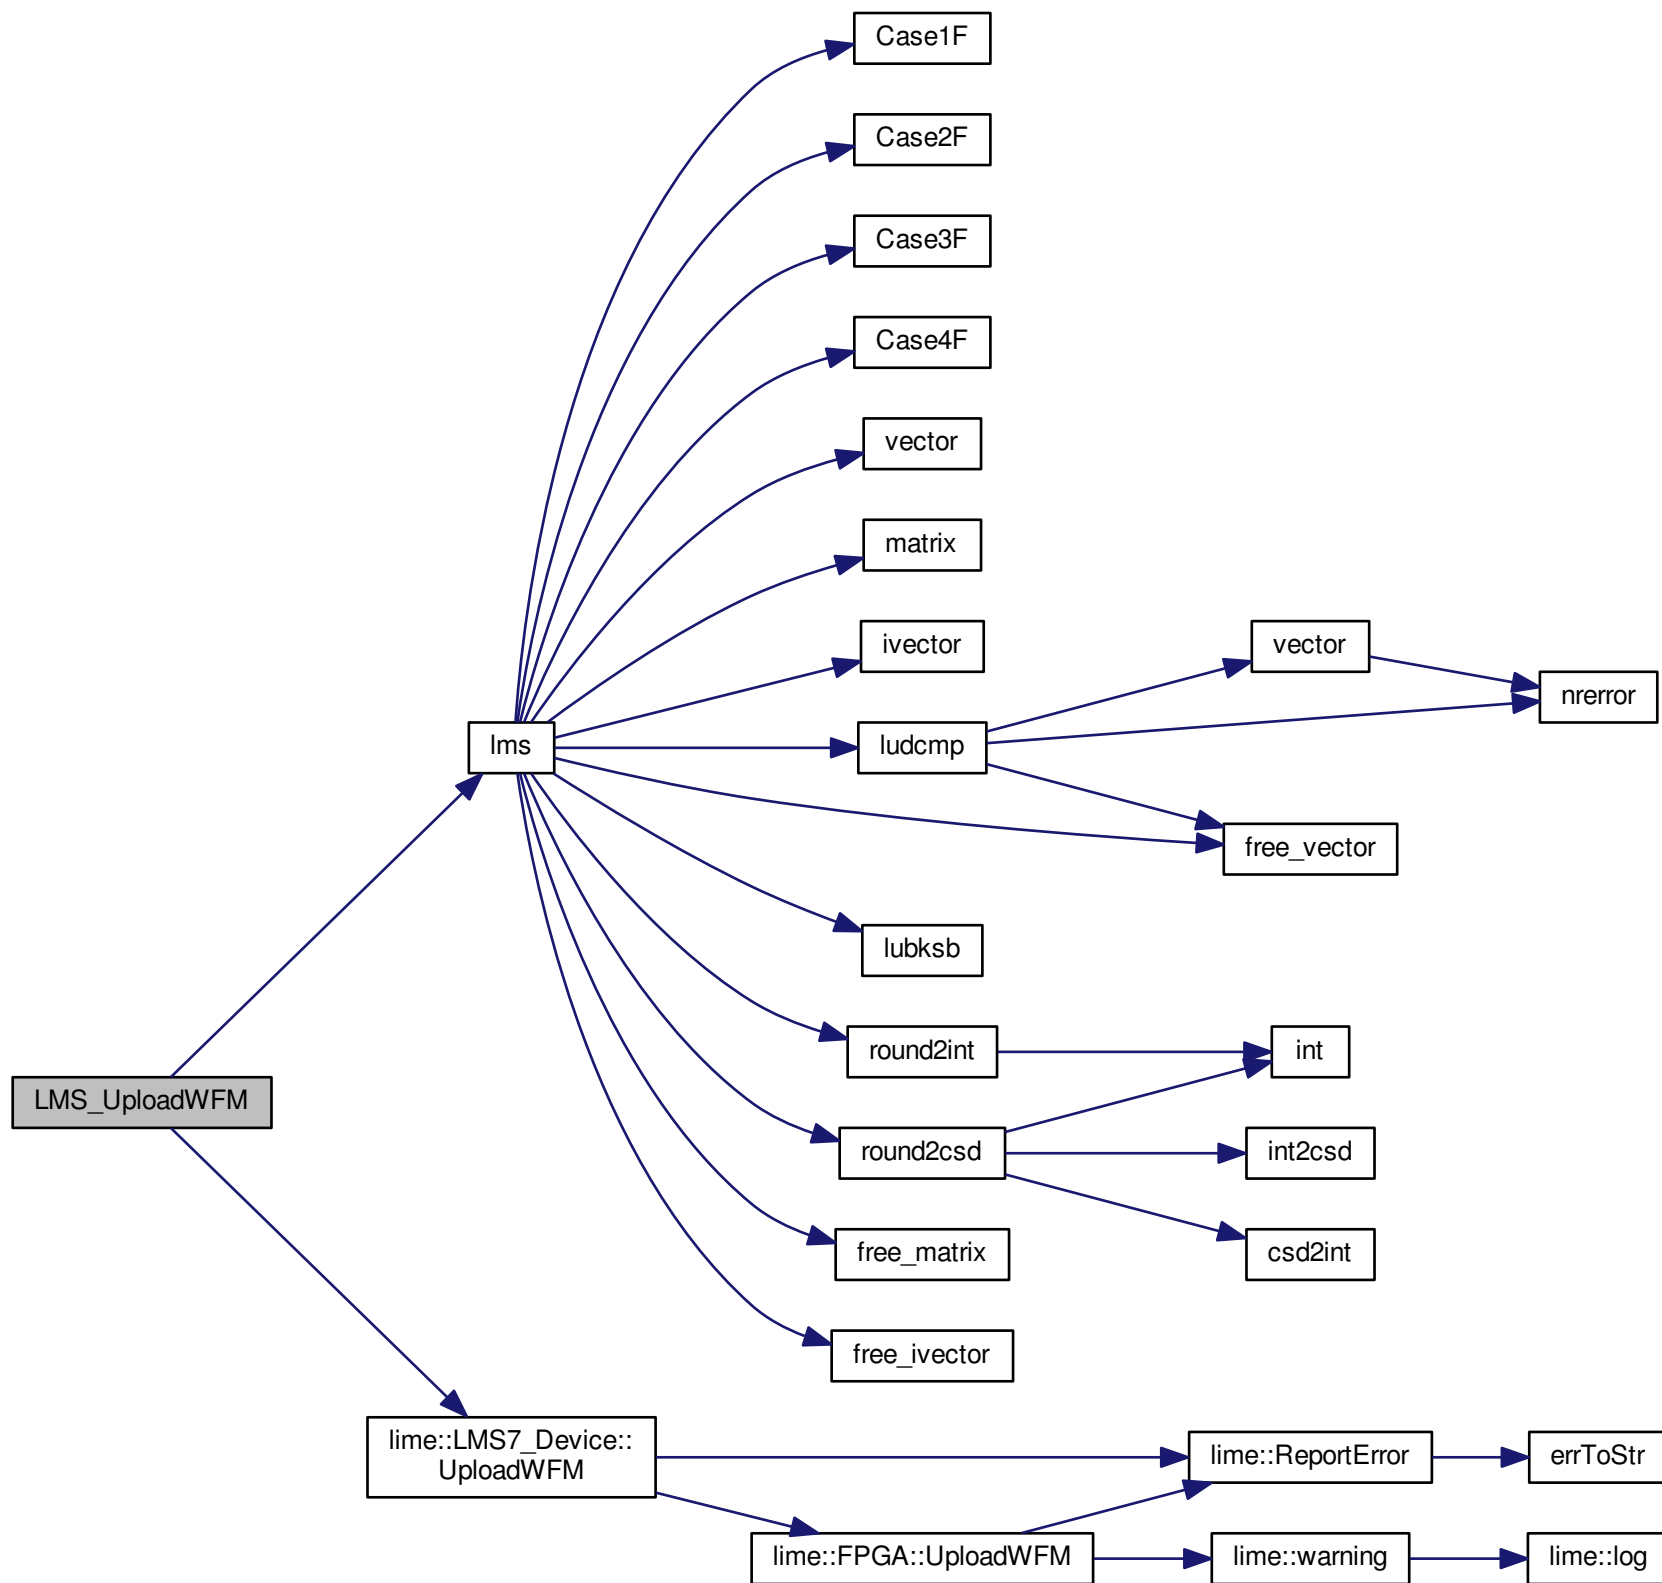 Case1F
Case2F
Case3F
Case4F
vector
matrix
ivector
vector
nrerror
lms
ludcmp
free_vector
lubksb
round2int
int
LMS_UploadWFM
round2csd
int2csd
free_matrix
csd2int
free_ivector
lime::LMS7_Device::
UploadWFM
lime::ReportError
errToStr
lime::FPGA::UploadWFM
lime::warning
lime::log